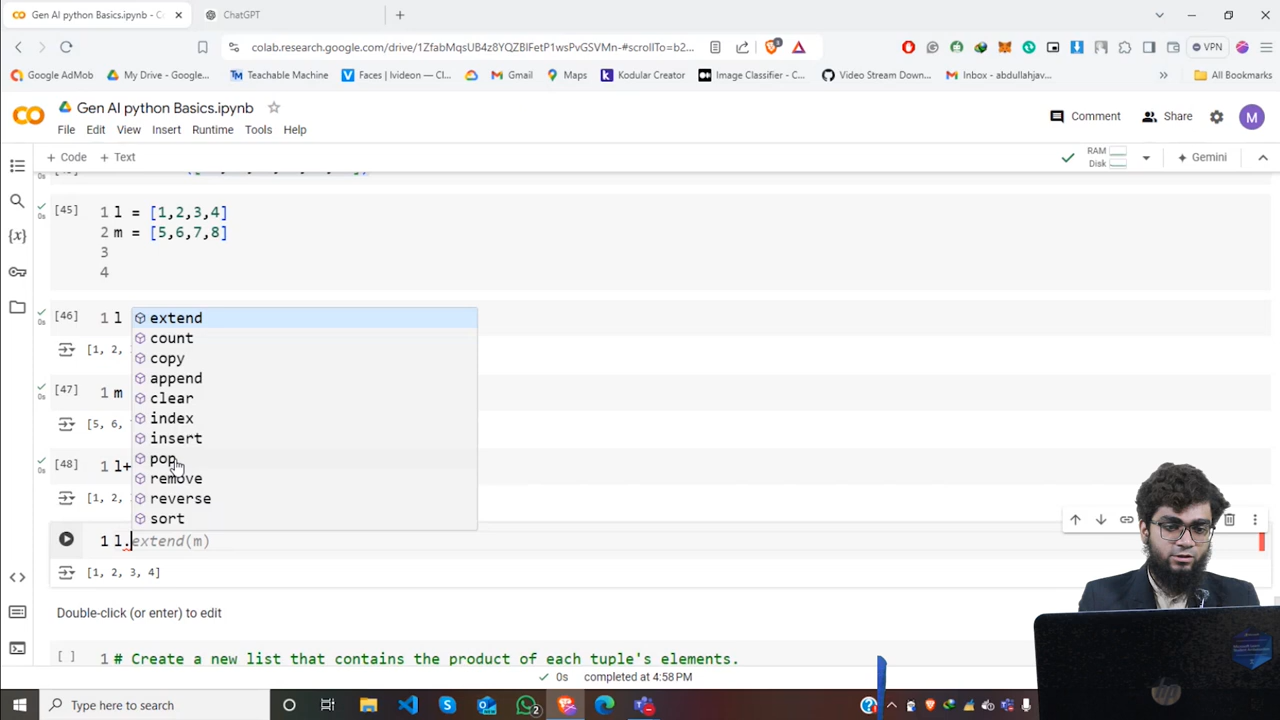 Gen AI python Basics.ipynb - C
ChatGPT
colab.research.google.com/drive/1ZfabMqsUB4z8YQZBlFetP1wsPvGSVMn-#scrollTo=b2...
VPN
Google AdMob
My Drive - Google...
Teachable Machine
Faces | Ivideon — Cl...
Gmail
Maps
Kodular Creator
Image Classifier - C...
Video Stream Down...
Inbox - abdullahjav...
All Bookmarks
Gen AI python Basics.ipynb
Comment
Share
M
File Edit View Insert Runtime Tools Help
+ Code + Text
RAM
Disk
Gemini
[45]
1 l = [1,2,3,4]
2 m = [5,6,7,8]
3
4
[46] 1 l
[1, 2,
[47] 1 m
[5, 6,
[48] 1 l+
[1, 2,
extend
count
copy
append
clear
index
insert
pop
remove
reverse
sort
1 l.extend(m)
[1, 2, 3, 4]
Double-click (or enter) to edit
[ ] 1 # Create a new list that contains the product of each tuple's elements.
0s completed at 4:58 PM
Type here to search